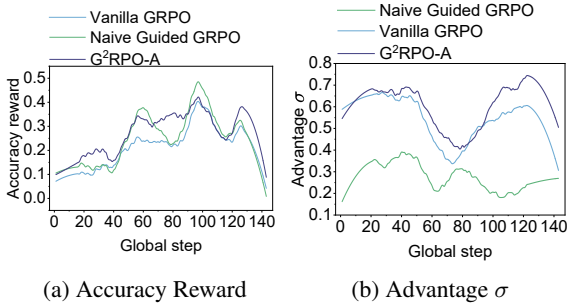 Vanilla GRPO
Naive Guided GRPO
G²RPO-A
Accuracy reward
0.5
0.4
0.3
0.2
0.1
0.0
0 20 40 60 80 100 120 140
Global step
(a) Accuracy Reward
Naive Guided GRPO
Vanilla GRPO
G²RPO-A
Advantage σ
0.8
0.7
0.6
0.5
0.4
0.3
0.2
0.1
0 20 40 60 80 100 120 140
Global step
(b) Advantage σ